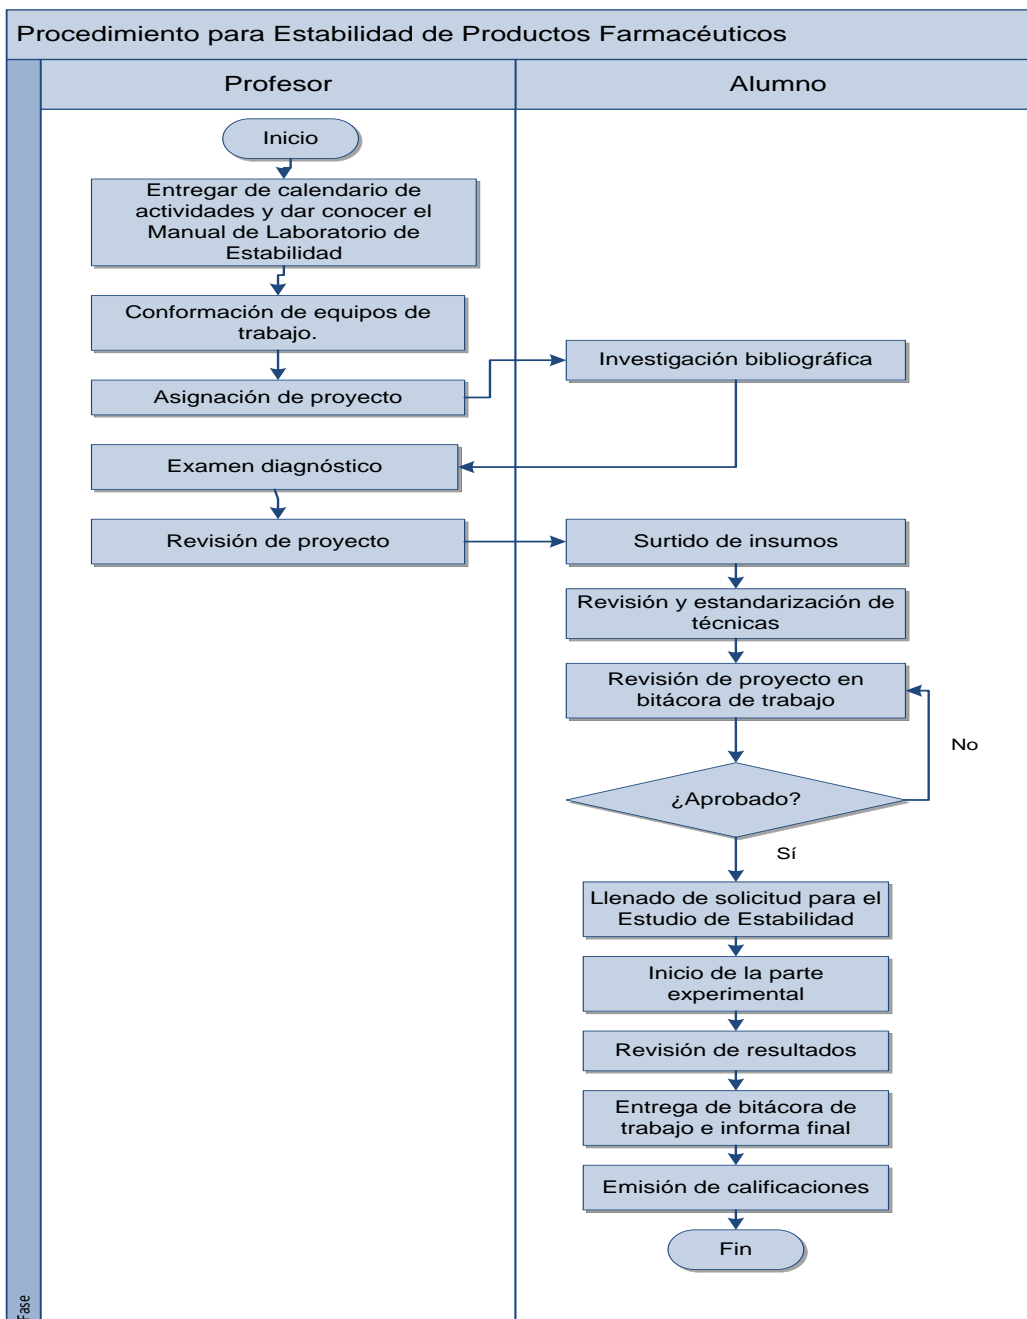 Procedimiento para Estabilidad de Productos Farmacéuticos
Profesor
Alumno
Inicio
Entregar de calendario de
actividades y dar conocer el
Manual de Laboratorio de
Estabilidad
Conformación de equipos de
trabajo.
Asignación de proyecto
Investigación bibliográfica
Examen diagnóstico
Revisión de proyecto
Surtido de insumos
Revisión y estandarización de
técnicas
Revisión de proyecto en
bitácora de trabajo
No
¿Aprobado?
Sí
Llenado de solicitud para el
Estudio de Estabilidad
Inicio de la parte
experimental
Revisión de resultados
Entrega de bitácora de
trabajo e informa final
Emisión de calificaciones
Fin
Fase